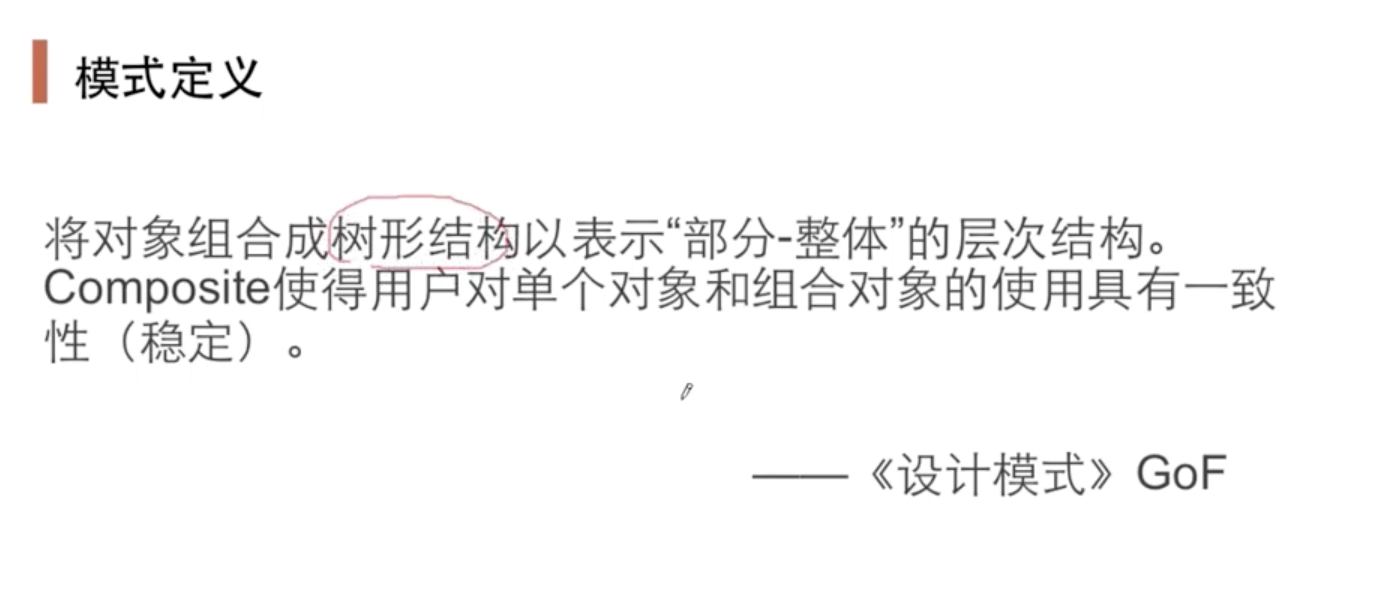 模式定义
将对象组合成树形结构以表示“部分-整体”的层次结构。
Composite使得用户对单个对象和组合对象的使用具有一致
性（稳定）。
——《设计模式》GoF